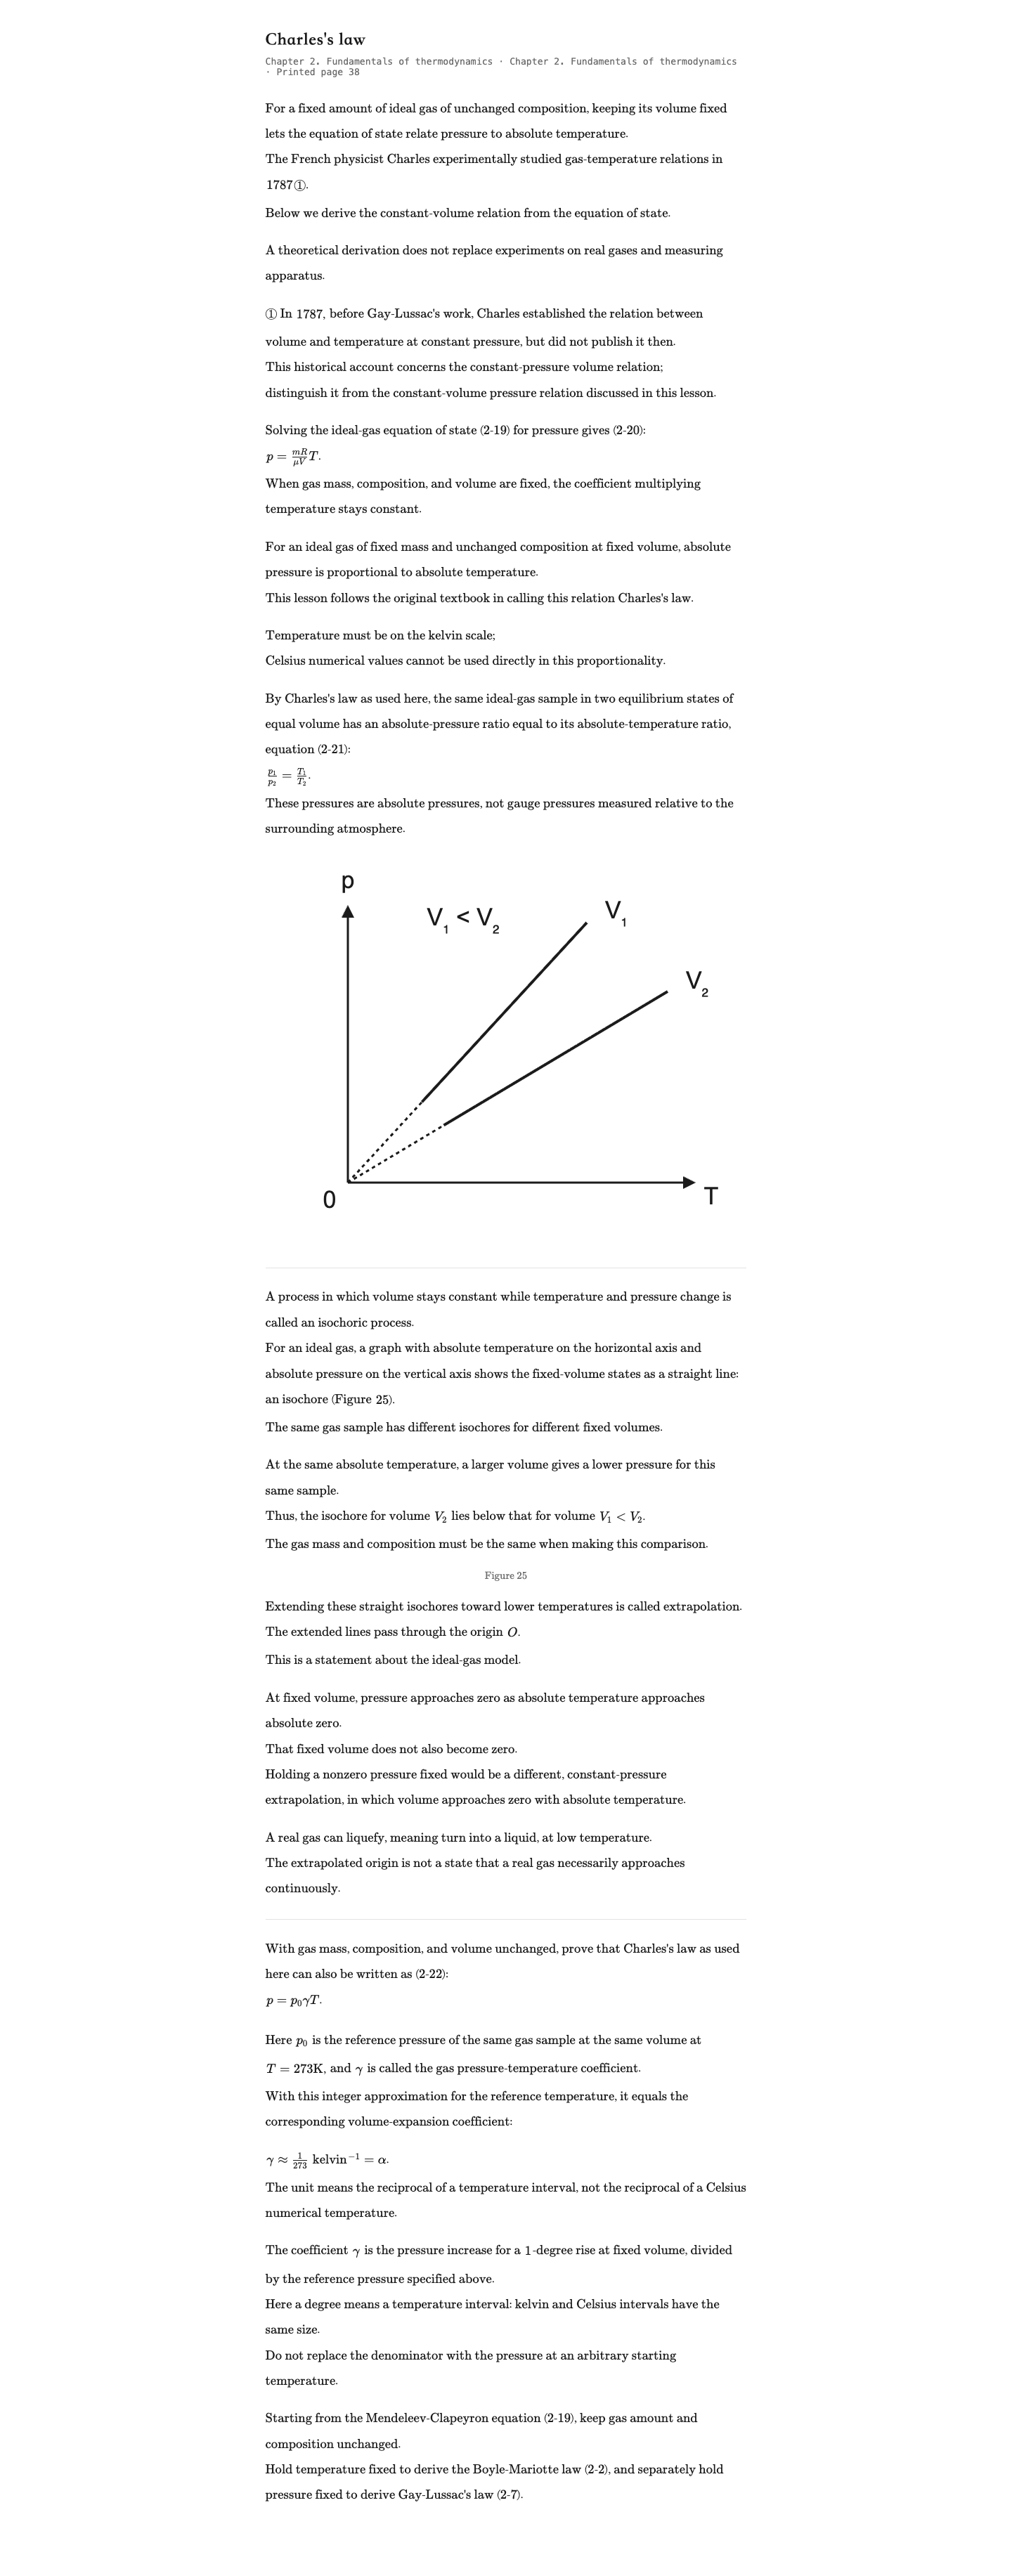 Charles's law
Chapter 2. Fundamentals of thermodynamics · Chapter 2. Fundamentals of thermodynamics
· Printed page 38
For a fixed amount of ideal gas of unchanged composition, keeping its volume fixed
lets the equation of state relate pressure to absolute temperature.
The French physicist Charles experimentally studied gas-temperature relations in
1787①.
Below we derive the constant-volume relation from the equation of state.
A theoretical derivation does not replace experiments on real gases and measuring
apparatus.
① In 1787, before Gay-Lussac's work, Charles established the relation between
volume and temperature at constant pressure, but did not publish it then.
This historical account concerns the constant-pressure volume relation;
distinguish it from the constant-volume pressure relation discussed in this lesson.
Solving the ideal-gas equation of state (2-19) for pressure gives (2-20):
p = \frac{mR}{μV}T.
When gas mass, composition, and volume are fixed, the coefficient multiplying
temperature stays constant.
For an ideal gas of fixed mass and unchanged composition at fixed volume, absolute
pressure is proportional to absolute temperature.
This lesson follows the original textbook in calling this relation Charles's law.
Temperature must be on the kelvin scale;
Celsius numerical values cannot be used directly in this proportionality.
By Charles's law as used here, the same ideal-gas sample in two equilibrium states of
equal volume has an absolute-pressure ratio equal to its absolute-temperature ratio,
equation (2-21):
\frac{p₁}{p₂} = \frac{T₁}{T₂}.
These pressures are absolute pressures, not gauge pressures measured relative to the
surrounding atmosphere.
p
V₁ < V₂
V₁
V₂
0
T
A process in which volume stays constant while temperature and pressure change is
called an isochoric process.
For an ideal gas, a graph with absolute temperature on the horizontal axis and
absolute pressure on the vertical axis shows the fixed-volume states as a straight line:
an isochore (Figure 25).
The same gas sample has different isochores for different fixed volumes.
At the same absolute temperature, a larger volume gives a lower pressure for this
same sample.
Thus, the isochore for volume V₂ lies below that for volume V₁ < V₂.
The gas mass and composition must be the same when making this comparison.
Figure 25
Extending these straight isochores toward lower temperatures is called extrapolation.
The extended lines pass through the origin O.
This is a statement about the ideal-gas model.
At fixed volume, pressure approaches zero as absolute temperature approaches
absolute zero.
That fixed volume does not also become zero.
Holding a nonzero pressure fixed would be a different, constant-pressure
extrapolation, in which volume approaches zero with absolute temperature.
A real gas can liquefy, meaning turn into a liquid, at low temperature.
The extrapolated origin is not a state that a real gas necessarily approaches
continuously.
With gas mass, composition, and volume unchanged, prove that Charles's law as used
here can also be written as (2-22):
p = p₀γT.
Here p₀ is the reference pressure of the same gas sample at the same volume at
T = 273K, and γ is called the gas pressure-temperature coefficient.
With this integer approximation for the reference temperature, it equals the
corresponding volume-expansion coefficient:
γ ≈ \frac{1}{273} kelvin⁻¹ = α.
The unit means the reciprocal of a temperature interval, not the reciprocal of a Celsius
numerical temperature.
The coefficient γ is the pressure increase for a 1-degree rise at fixed volume, divided
by the reference pressure specified above.
Here a degree means a temperature interval: kelvin and Celsius intervals have the
same size.
Do not replace the denominator with the pressure at an arbitrary starting
temperature.
Starting from the Mendeleev-Clapeyron equation (2-19), keep gas amount and
composition unchanged.
Hold temperature fixed to derive the Boyle-Mariotte law (2-2), and separately hold
pressure fixed to derive Gay-Lussac's law (2-7).